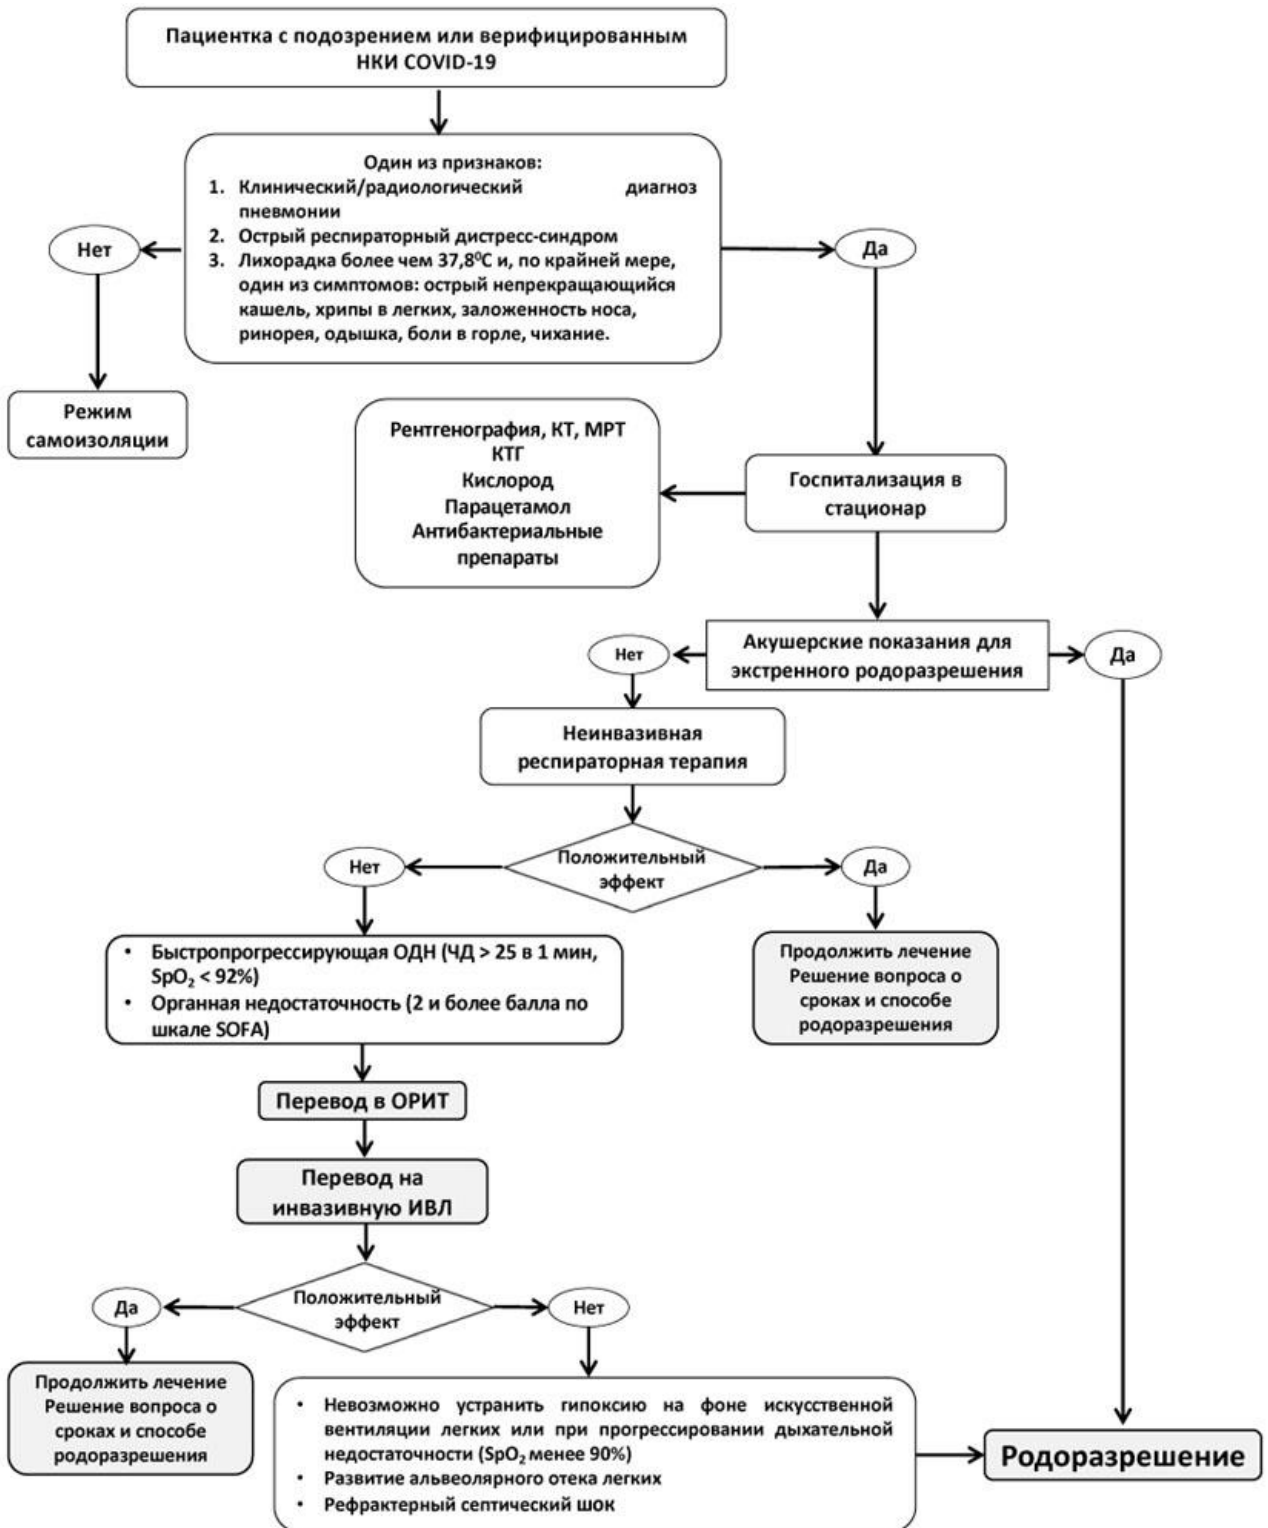 Пациентка с подозрением или верифицированным
НКИ COVID-19
Один из признаков:
1. Клинический/радиологический диагноз
пневмонии
2. Острый респираторный дистресс-синдром
3. Лихорадка более чем 37,8⁰С и, по крайней мере,
один из симптомов: острый непрекращающийся
кашель, хрипы в легких, заложенность носа,
ринорея, одышка, боли в горле, чихание.
Нет
Да
Режим
самоизоляции
Рентгенография, КТ, МРТ
КТГ
Кислород
Парацетамол
Антибактериальные
препараты
Госпитализация в
стационар
Акушерские показания для
экстренного родоразрешения
Нет
Да
Неинвазивная
респираторная терапия
Положительный
эффект
Нет
Да
• Быстропрогрессирующая ОДН (ЧД > 25 в 1 мин,
SpO₂ < 92%)
• Органная недостаточность (2 и более балла по
шкале SOFA)
Продолжить лечение
Решение вопроса о
сроках и способе
родоразрешения
Перевод в ОРИТ
Перевод на
инвазивную ИВЛ
Положительный
эффект
Да
Нет
Продолжить лечение
Решение вопроса о
сроках и способе
родоразрешения
• Невозможно устранить гипоксию на фоне искусственной
вентиляции легких или при прогрессировании дыхательной
недостаточности (SpO₂ менее 90%)
• Развитие альвеолярного отека легких
• Рефрактерный септический шок
Родоразрешение